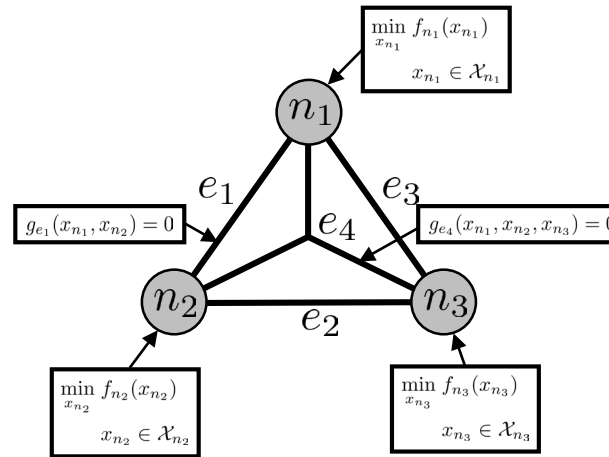 min f_{n_1}(x_{n_1})
x_{n_1}
x_{n_1} ∈ 𝒳_{n_1}
n_1
e_1
e_3
g_{e_1}(x_{n_1}, x_{n_2}) = 0
g_{e_4}(x_{n_1}, x_{n_2}, x_{n_3}) = 0
e_4
n_2
n_3
e_2
min f_{n_2}(x_{n_2})
x_{n_2}
x_{n_2} ∈ 𝒳_{n_2}
min f_{n_3}(x_{n_3})
x_{n_3}
x_{n_3} ∈ 𝒳_{n_3}